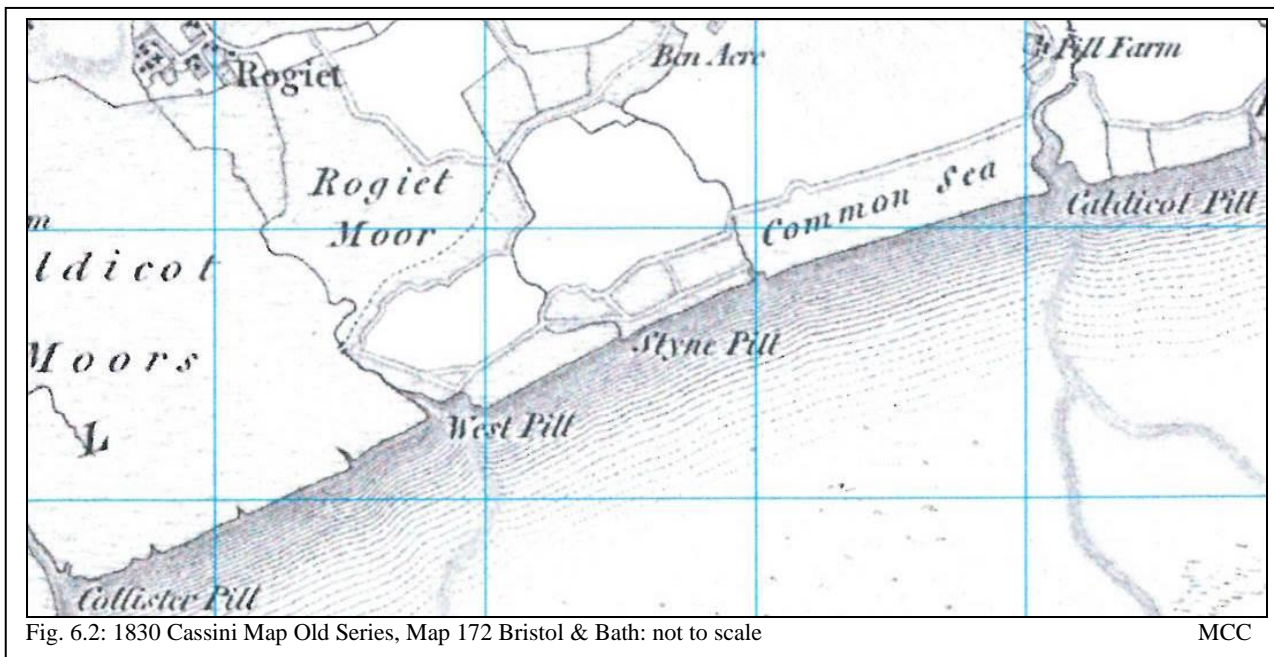 Ben Acre
Pill Farm
Rogiet
Rogiet
Moor
Common Sea
Caldicot Pill
m
ldicot
Moors
L
Styne Pill
West Pill
Collister Pill
Fig. 6.2: 1830 Cassini Map Old Series, Map 172 Bristol & Bath: not to scale
MCC